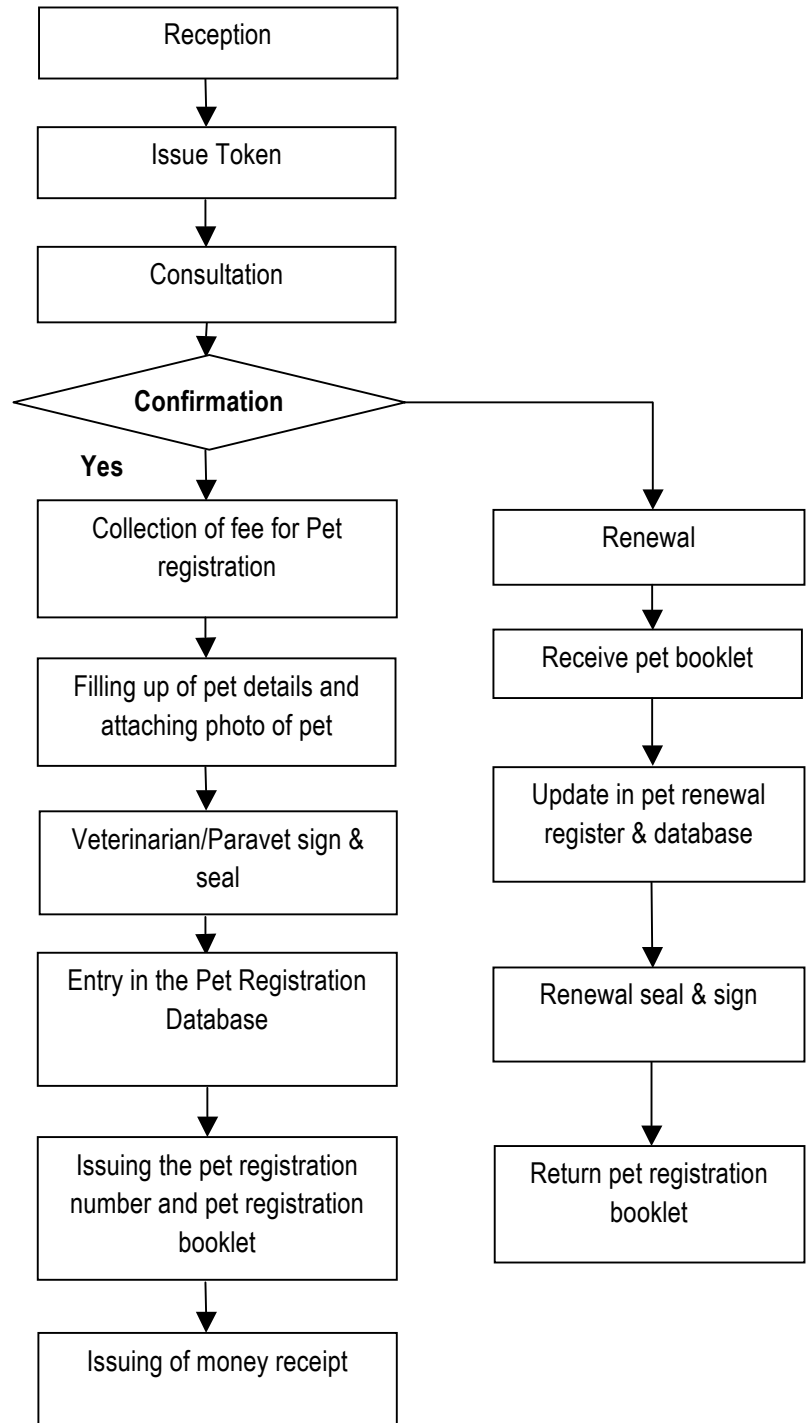 Reception
Issue Token
Consultation
Confirmation
Yes
Collection of fee for Pet
registration
Filling up of pet details and
attaching photo of pet
Veterinarian/Paravet sign &
seal
Entry in the Pet Registration
Database
Issuing the pet registration
number and pet registration
booklet
Issuing of money receipt
Renewal
Receive pet booklet
Update in pet renewal
register & database
Renewal seal & sign
Return pet registration
booklet